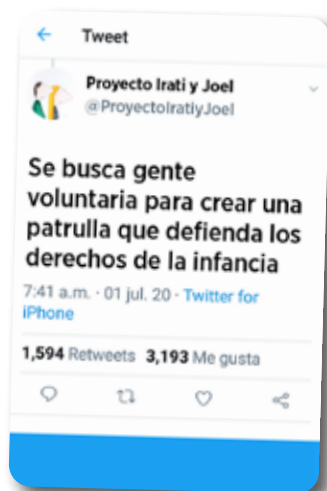 Tweet
Proyecto Irati y Joel
@ProyectoIratiyJoel
Se busca gente
voluntaria para crear una
patrulla que defienda los
derechos de la infancia
7:41 a.m. · 01 jul. 20 · Twitter for
iPhone
1,594 Retweets 3,193 Me gusta